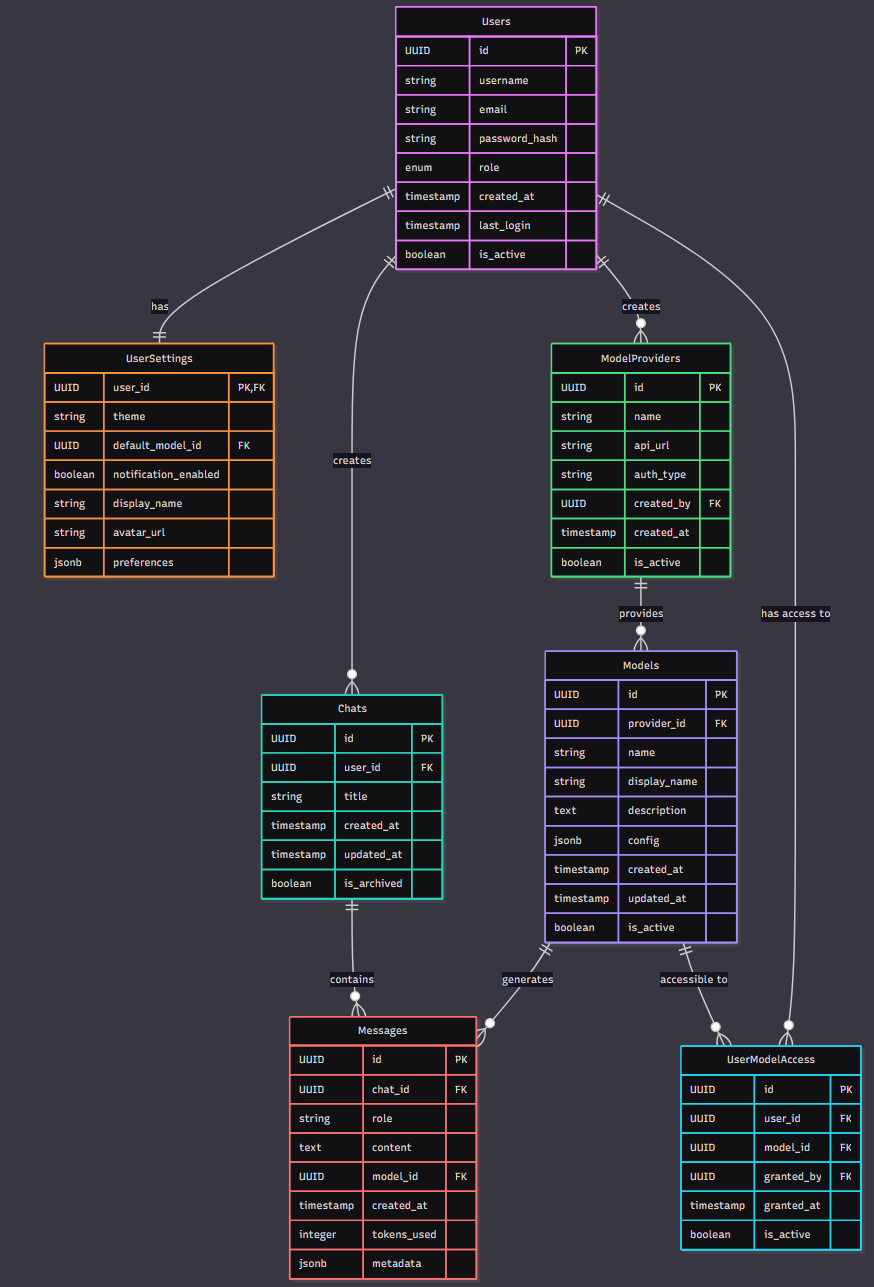 Users
UUID id PK
string username
string email
string password_hash
enum role
timestamp created_at
timestamp last_login
boolean is_active
has
creates
UserSettings
UUID user_id PK,FK
string theme
UUID default_model_id FK
boolean notification_enabled
string display_name
string avatar_url
jsonb preferences
ModelProviders
UUID id PK
string name
string api_url
string auth_type
UUID created_by FK
timestamp created_at
boolean is_active
creates
provides
has access to
Models
UUID id PK
UUID provider_id FK
string name
string display_name
text description
jsonb config
timestamp created_at
timestamp updated_at
boolean is_active
Chats
UUID id PK
UUID user_id FK
string title
timestamp created_at
timestamp updated_at
boolean is_archived
contains
generates
accessible to
Messages
UUID id PK
UUID chat_id FK
string role
text content
UUID model_id FK
timestamp created_at
integer tokens_used
jsonb metadata
UserModelAccess
UUID id PK
UUID user_id FK
UUID model_id FK
UUID granted_by FK
timestamp granted_at
boolean is_active